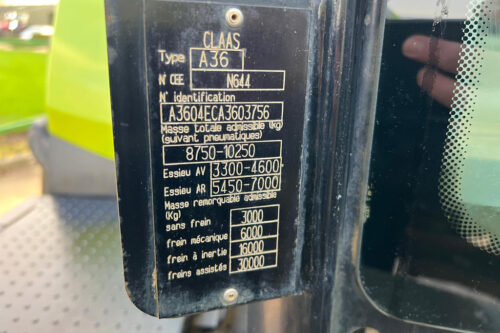 CLAAS
Type A36
N° CEE N644
N° identification
A3604ECA3603756
Masse totale admissible (kg)
(suivant pneumatiques)
8750-10250
Essieu AV 3300-4600
Essieu AR 5450-7000
Masse remorquable admissible
(Kg)
sans frein 3000
frein mécanique 6000
frein à inertie 16000
freins assistés 30000